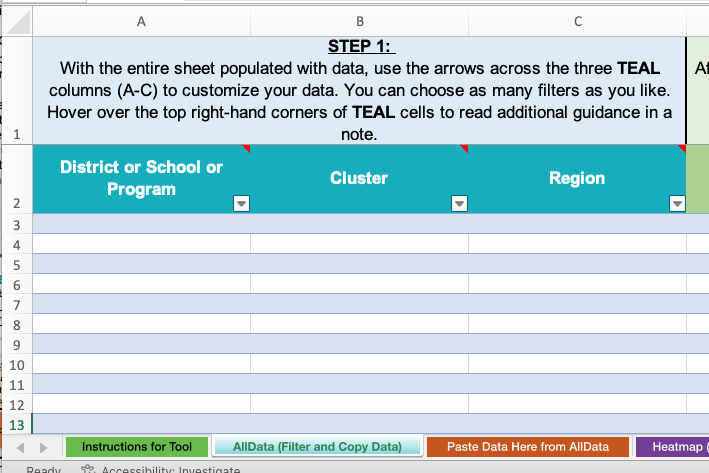 A B C
STEP 1:
With the entire sheet populated with data, use the arrows across the three TEAL
columns (A-C) to customize your data. You can choose as many filters as you like.
Hover over the top right-hand corners of TEAL cells to read additional guidance in a
note.
1
District or School or
Program
Cluster
Region
2
3
4
5
6
7
8
9
10
11
12
13
Instructions for Tool
AllData (Filter and Copy Data)
Paste Data Here from AllData
Heatmap (
Ready
Accessibility: Investigate